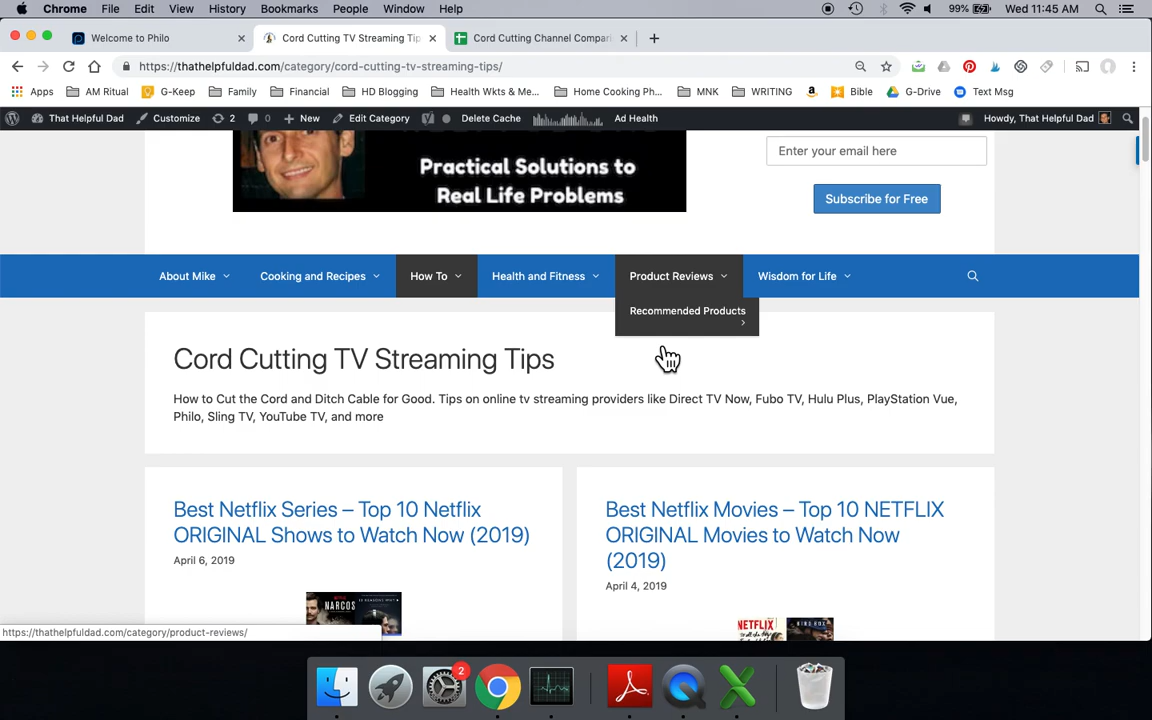 Chrome File Edit View History Bookmarks People Window Help 99% Wed 11:45 AM
Welcome to Philo Cord Cutting TV Streaming Tip Cord Cutting Channel Compari
https://thathelpfuldad.com/category/cord-cutting-tv-streaming-tips/
Apps AM Ritual G-Keep Family Financial HD Blogging Health Wkts & Me... Home Cooking Ph... MNK WRITING Bible G-Drive Text Msg
That Helpful Dad Customize 2 0 New Edit Category Delete Cache Ad Health Howdy, That Helpful Dad
Practical Solutions to
Real Life Problems
Enter your email here
Subscribe for Free
About Mike Cooking and Recipes How To Health and Fitness Product Reviews Wisdom for Life
Recommended Products
Cord Cutting TV Streaming Tips
How to Cut the Cord and Ditch Cable for Good. Tips on online tv streaming providers like Direct TV Now, Fubo TV, Hulu Plus, PlayStation Vue,
Philo, Sling TV, YouTube TV, and more
Best Netflix Series – Top 10 Netflix
ORIGINAL Shows to Watch Now (2019)
April 6, 2019
Best Netflix Movies – Top 10 NETFLIX
ORIGINAL Movies to Watch Now
(2019)
April 4, 2019
NARCOS
NETFLIX
BIRD BOX
https://thathelpfuldad.com/category/product-reviews/
2